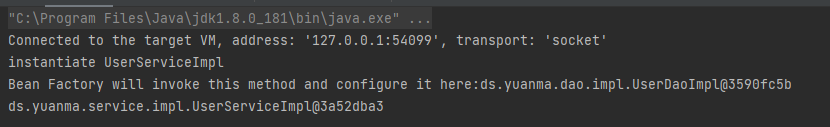 "C:\Program Files\Java\jdk1.8.0_181\bin\java.exe" ...
Connected to the target VM, address: '127.0.0.1:54099', transport: 'socket'
instantiate UserServiceImpl
Bean Factory will invoke this method and configure it here:ds.yuanma.dao.impl.UserDaoImpl@3590fc5b
ds.yuanma.service.impl.UserServiceImpl@3a52dba3